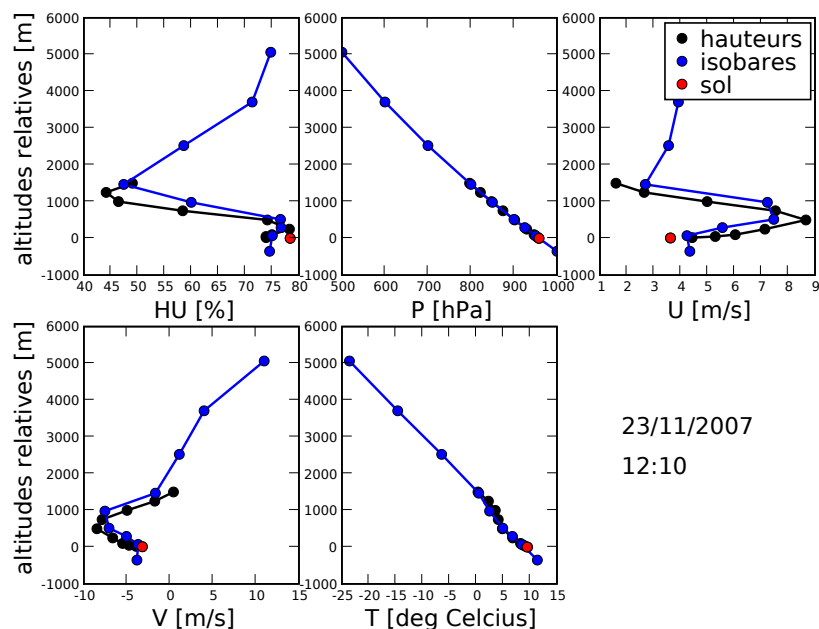 6000
5000
4000
3000
2000
1000
0
-1000
altitudes relatives [m]
40 45 50 55 60 65 70 75 80
HU [%]
6000
5000
4000
3000
2000
1000
0
-1000
500 600 700 800 900 1000
P [hPa]
6000
5000
4000
3000
2000
1000
0
-1000
1 2 3 4 5 6 7 8 9
U [m/s]
hauteurs
isobares
sol
6000
5000
4000
3000
2000
1000
0
-1000
altitudes relatives [m]
-10 -5 0 5 10 15
V [m/s]
6000
5000
4000
3000
2000
1000
0
-1000
-25 -20 -15 -10 -5 0 5 10 15
T [deg Celcius]
23/11/2007
12:10